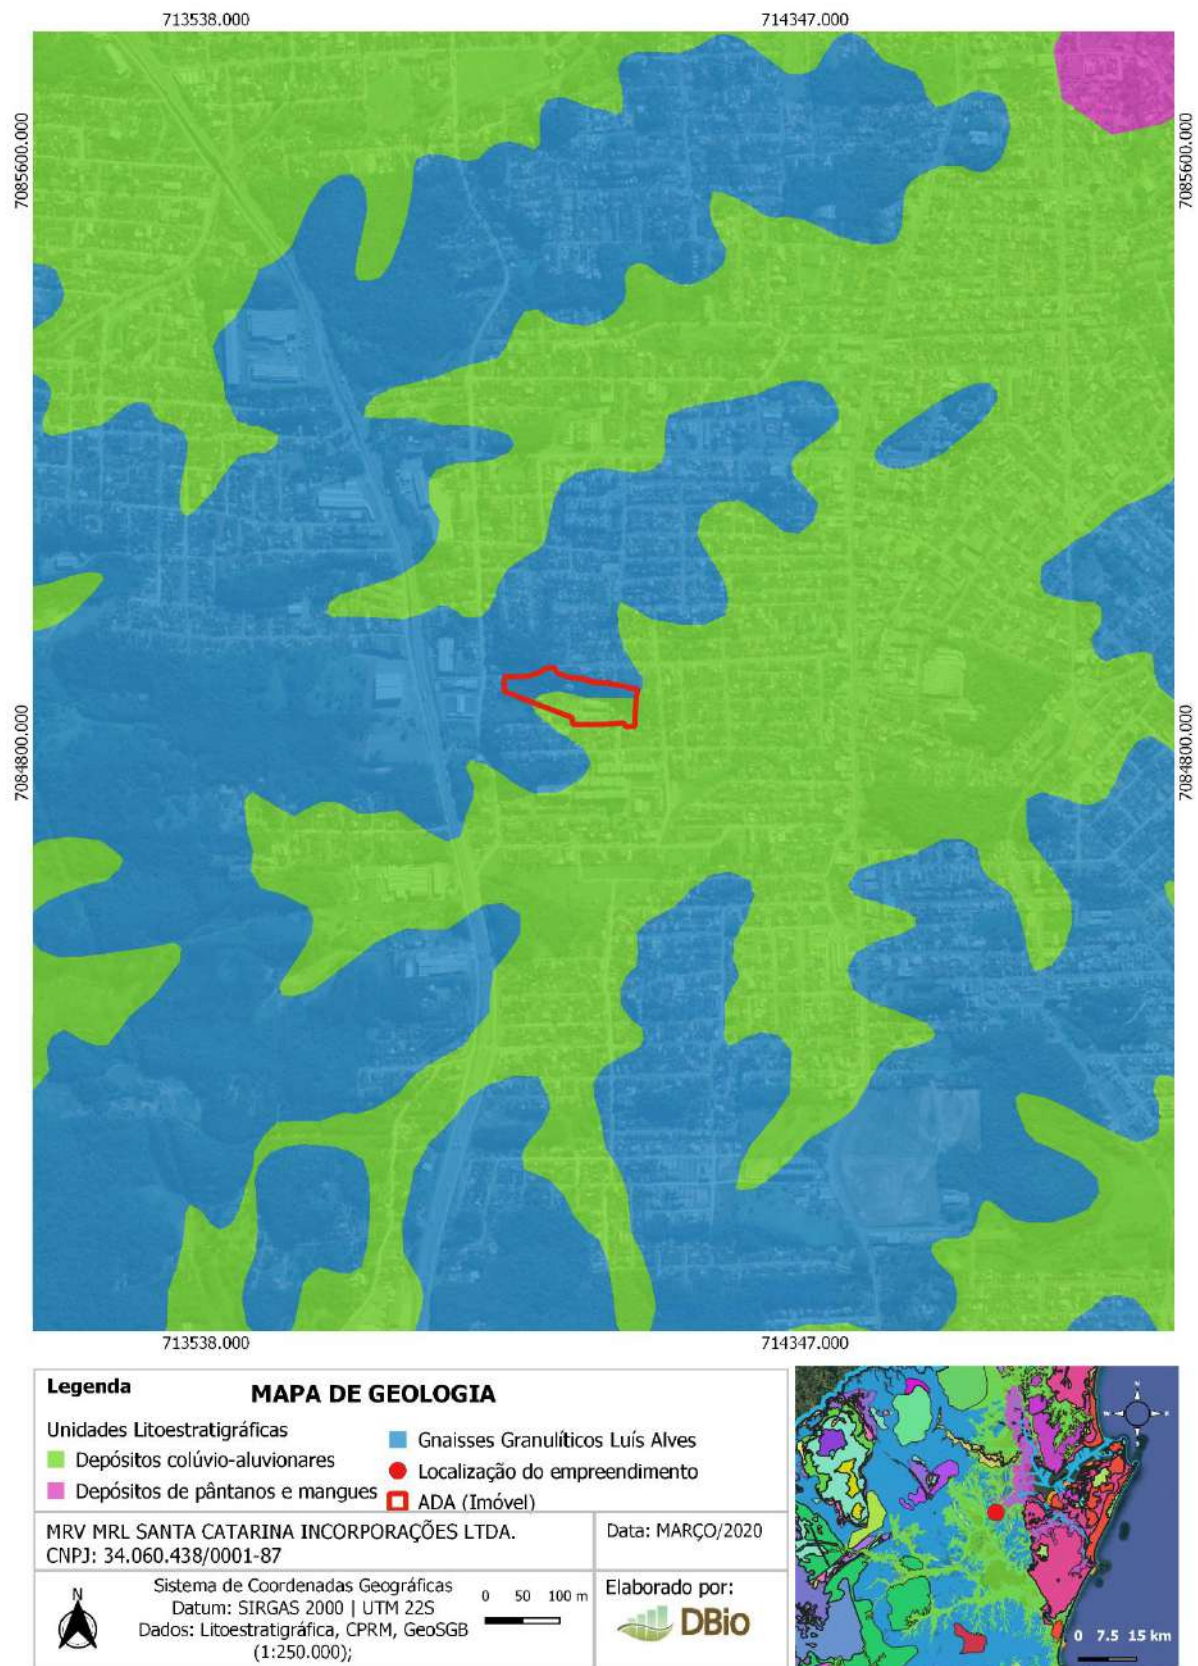 713538.000
714347.000
7085600.000
7085600.000
7084800.000
7084800.000
713538.000
714347.000
Legenda
MAPA DE GEOLOGIA
Unidades Litoestratigráficas
Depósitos colúvio-aluvionares
Depósitos de pântanos e mangues
Gnaisses Granulíticos Luís Alves
Localização do empreendimento
ADA (Imóvel)
MRV MRL SANTA CATARINA INCORPORAÇÕES LTDA.
CNPJ: 34.060.438/0001-87
Data: MARÇO/2020
N
Sistema de Coordenadas Geográficas
Datum: SIRGAS 2000 | UTM 22S
Dados: Litoestratigráfica, CPRM, GeoSGB
(1:250.000);
0 50 100 m
Elaborado por:
DBio
N
W
E
S
0 7.5 15 km